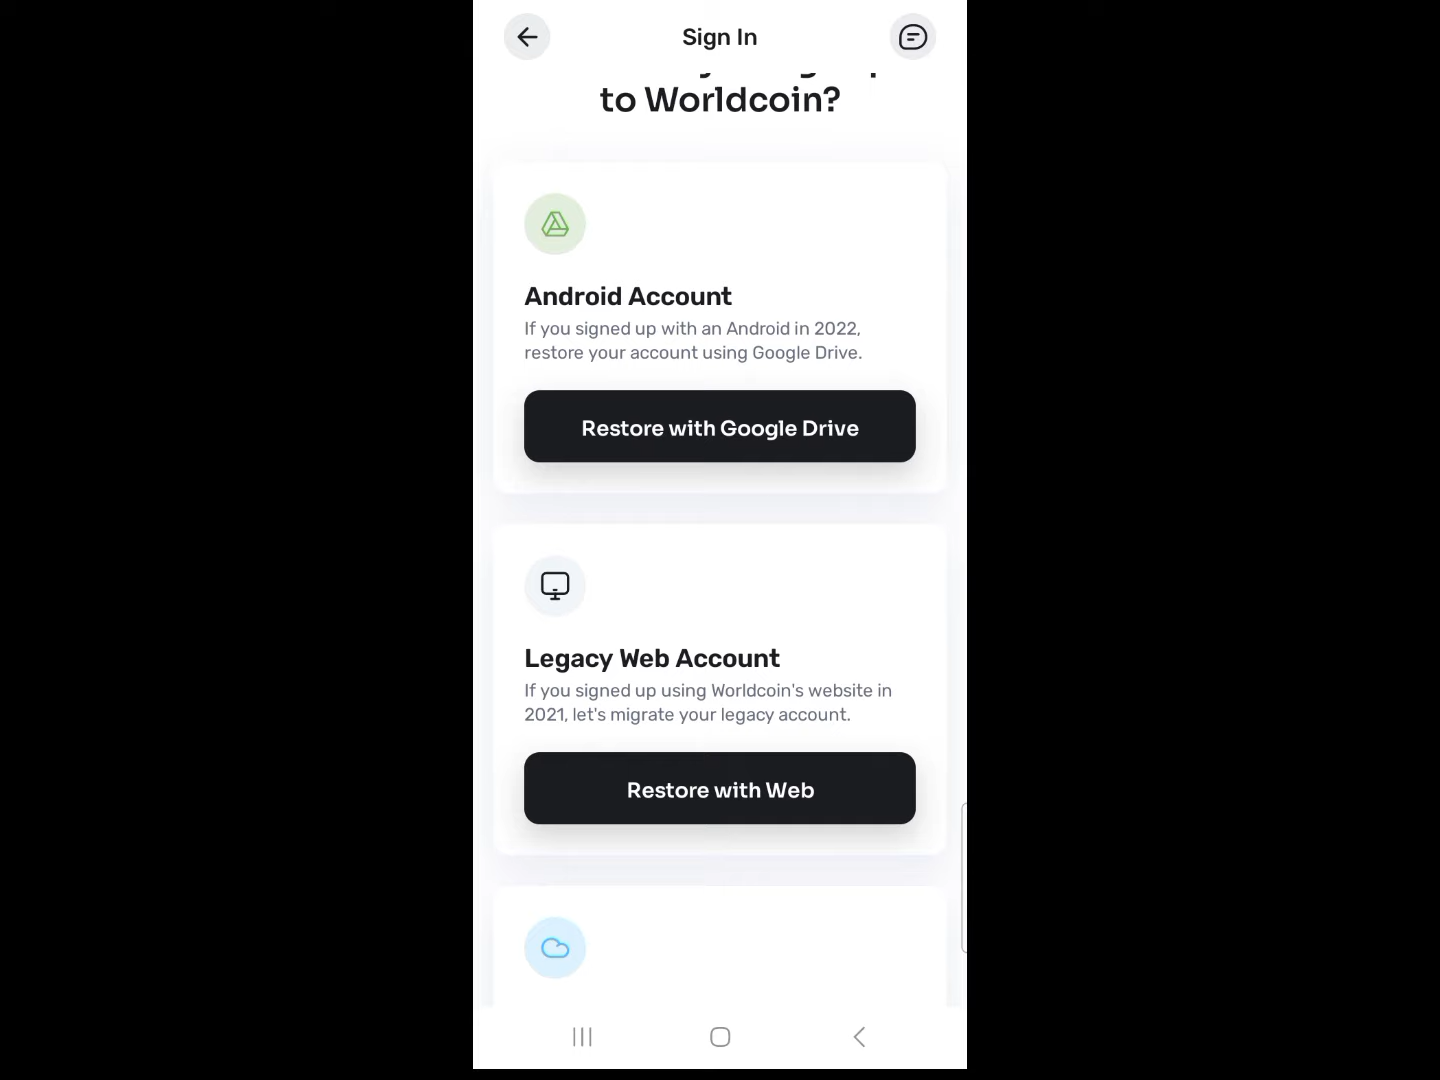 Sign In
to Worldcoin?
Android Account
If you signed up with an Android in 2022,
restore your account using Google Drive.
Restore with Google Drive
Legacy Web Account
If you signed up using Worldcoin's website in
2021, let's migrate your legacy account.
Restore with Web